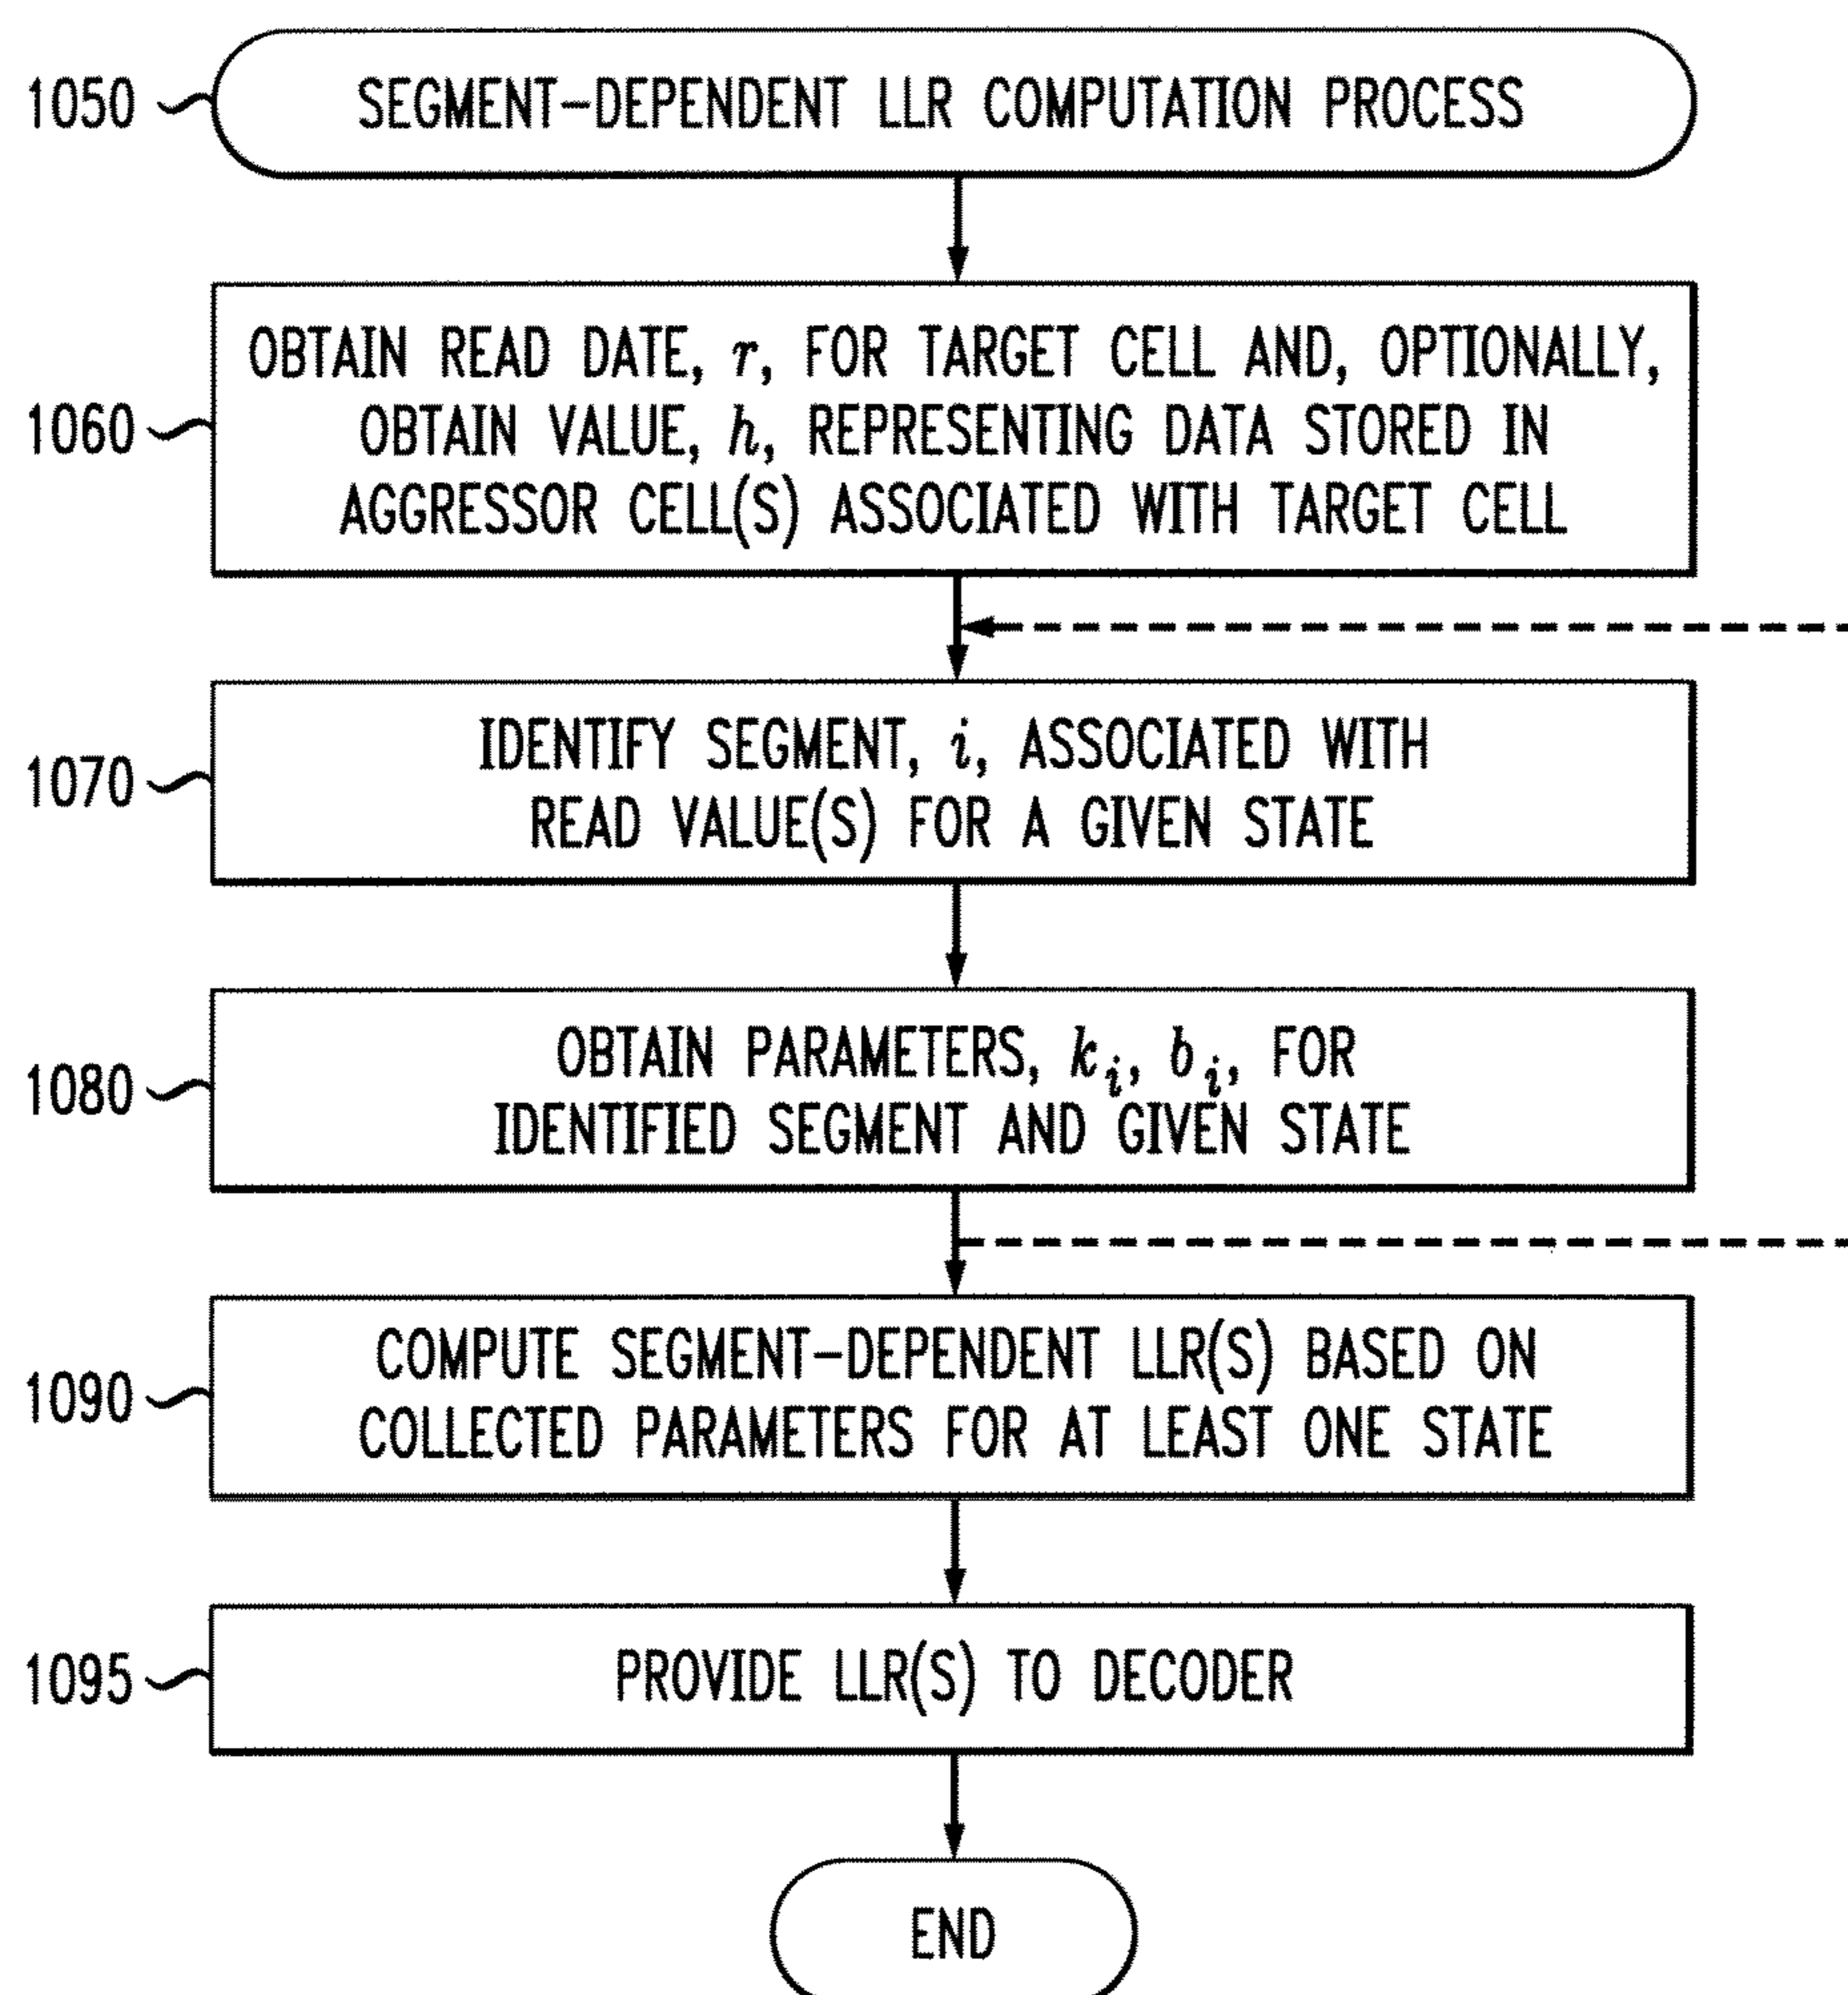 1050
SEGMENT-DEPENDENT LLR COMPUTATION PROCESS
1060
OBTAIN READ DATE, r, FOR TARGET CELL AND, OPTIONALLY,
OBTAIN VALUE, h, REPRESENTING DATA STORED IN
AGGRESSOR CELL(S) ASSOCIATED WITH TARGET CELL
1070
IDENTIFY SEGMENT, i, ASSOCIATED WITH
READ VALUE(S) FOR A GIVEN STATE
1080
OBTAIN PARAMETERS, k_i, b_i, FOR
IDENTIFIED SEGMENT AND GIVEN STATE
1090
COMPUTE SEGMENT-DEPENDENT LLR(S) BASED ON
COLLECTED PARAMETERS FOR AT LEAST ONE STATE
1095
PROVIDE LLR(S) TO DECODER
END